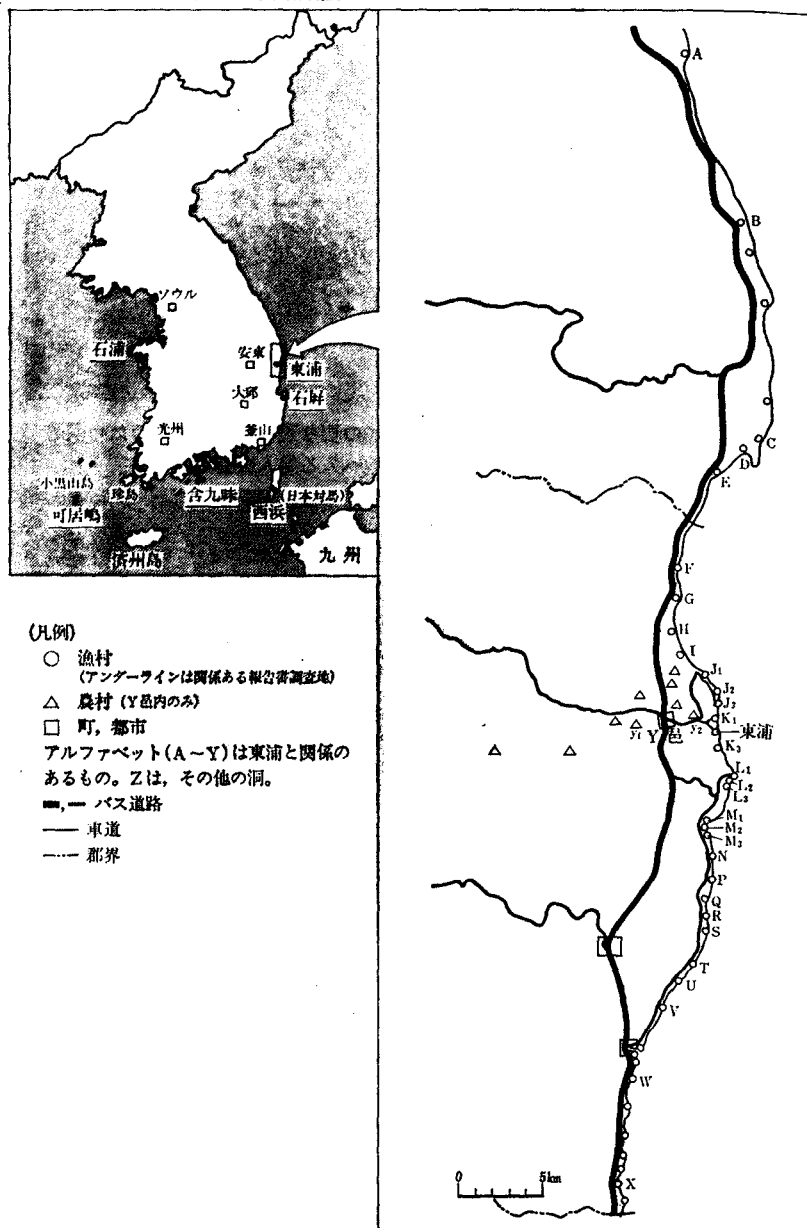 ソウル
石浦
安東
東浦
大邱
石屏
光州
釜山
小黒山島
珍島
含九味
(日本対馬)
可居嶋
西浜
済州島
九州
(凡例)
○ 漁村
(アンダーラインは関係ある報告書調査地)
△ 農村(Y邑内のみ)
□ 町,都市
アルファベット(A~Y)は東浦と関係の
あるもの。Zは,その他の洞。
バス道路
車道
郡界
A
B
C
D
E
F
G
H
I
J₁
J₂
J₃
K₁
y₁ Y邑 y₂ 東浦
K₃
L₁
L₂
L₃
M₁
M₂
M₃
N
P
Q
R
S
T
U
V
W
0 5km
X